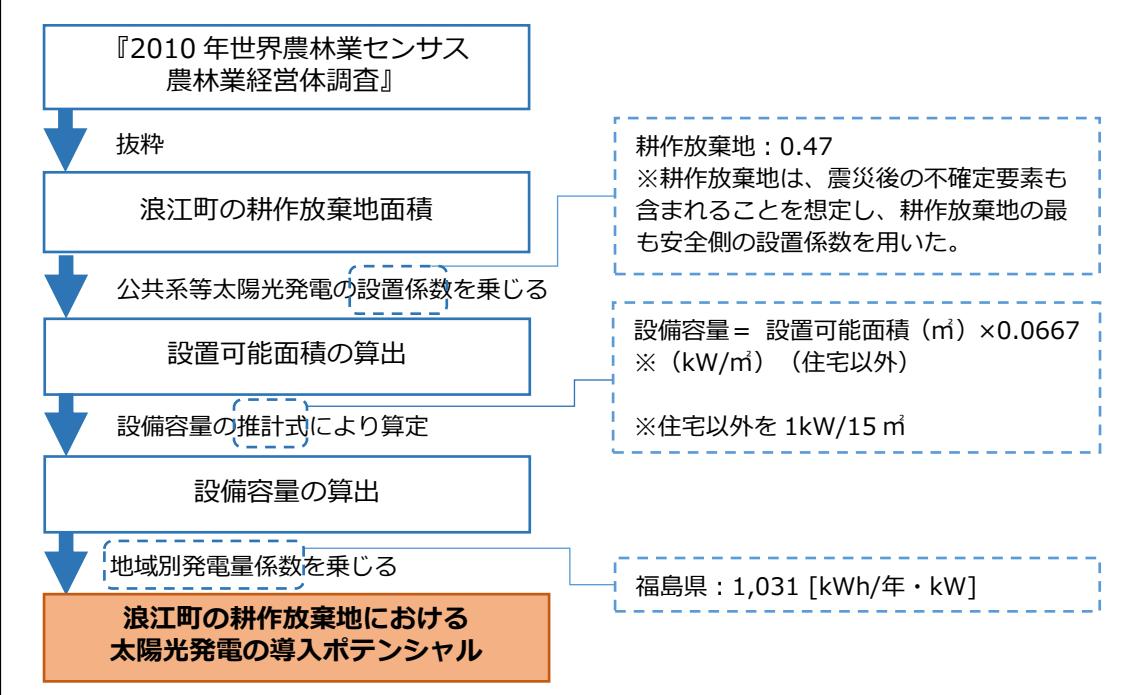 『2010 年世界農林業センサス
農林業経営体調査』
抜粋
浪江町の耕作放棄地面積
公共系等太陽光発電の設置係数を乗じる
設置可能面積の算出
設備容量の推計式により算定
設備容量の算出
地域別発電量係数を乗じる
浪江町の耕作放棄地における
太陽光発電の導入ポテンシャル
耕作放棄地：0.47
※耕作放棄地は、震災後の不確定要素も
含まれることを想定し、耕作放棄地の最
も安全側の設置係数を用いた。
設備容量＝ 設置可能面積（㎡）×0.0667
※（kW/㎡）（住宅以外）
※住宅以外を 1kW/15 ㎡
福島県：1,031 [kWh/年・kW]